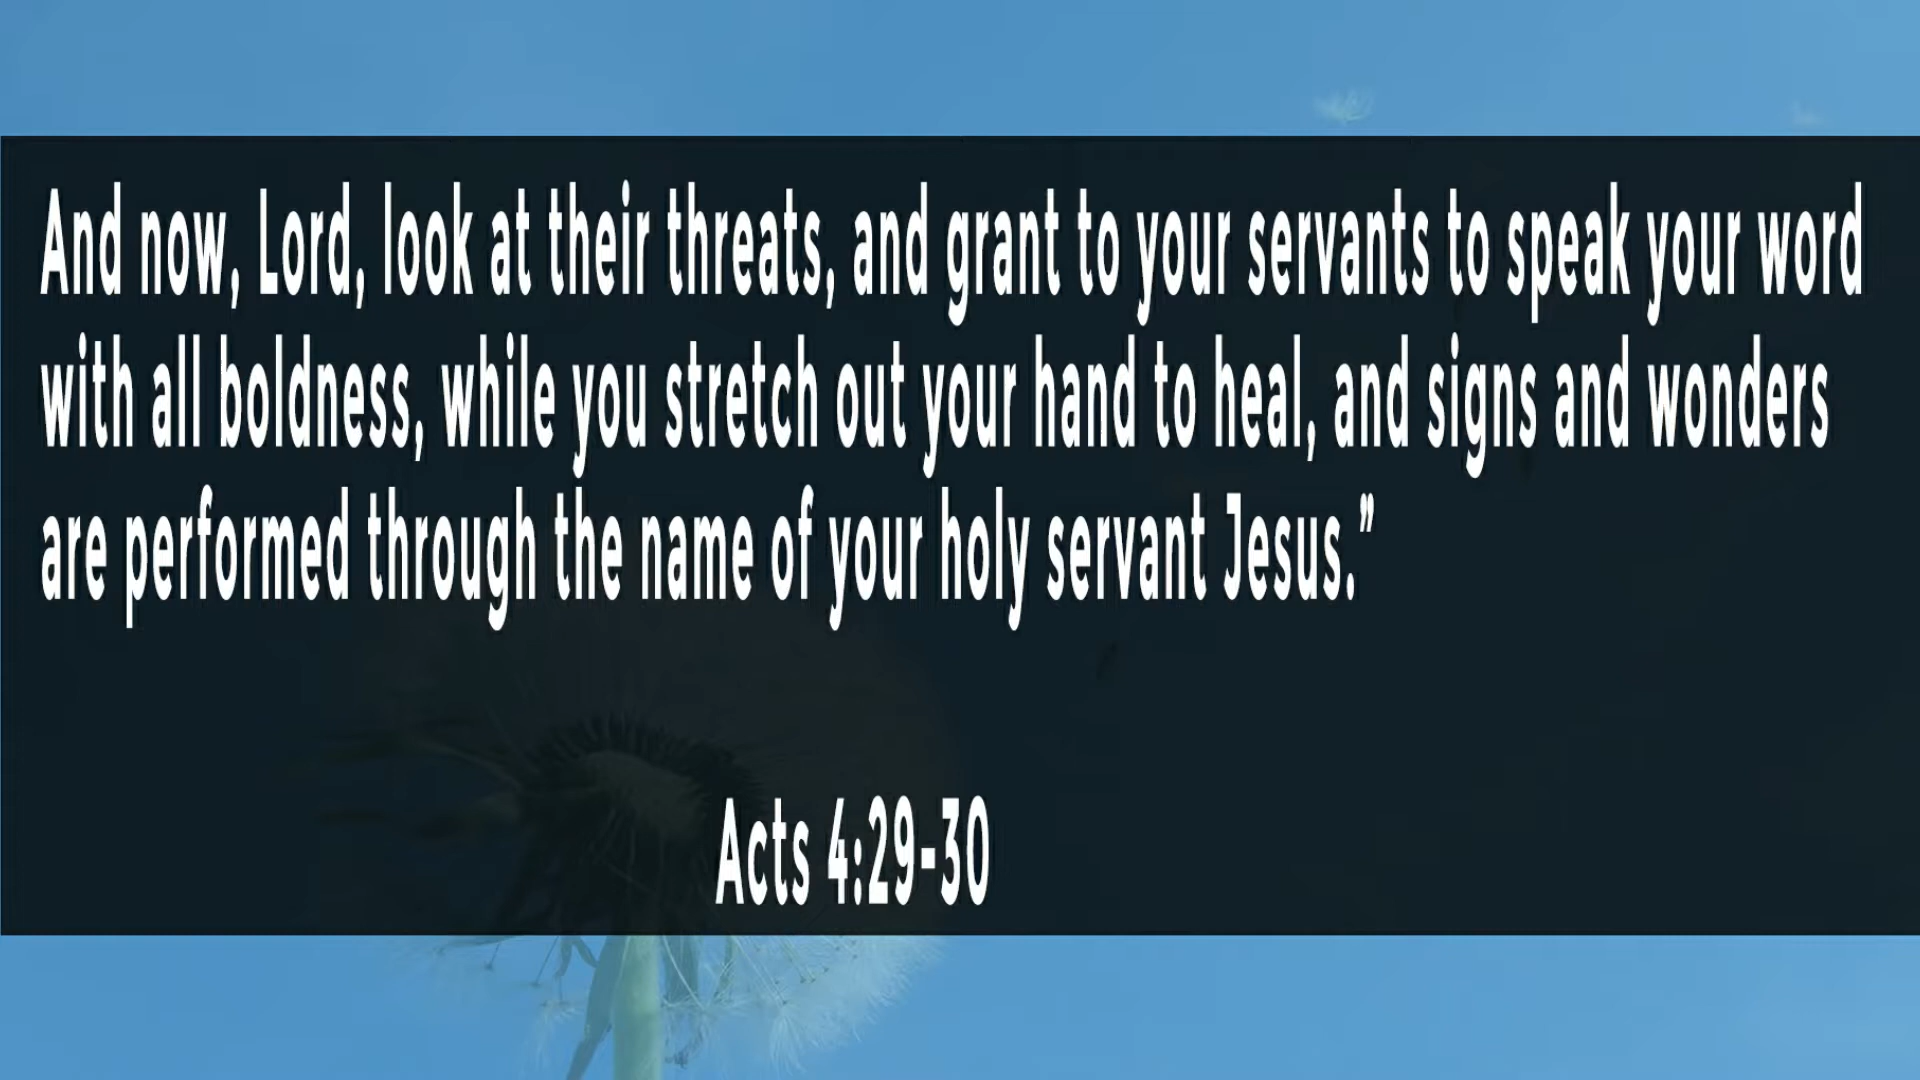 And now, Lord, look at their threats, and grant to your servants to speak your word
with all boldness, while you stretch out your hand to heal, and signs and wonders
are performed through the name of your holy servant Jesus.”
Acts 4:29-30